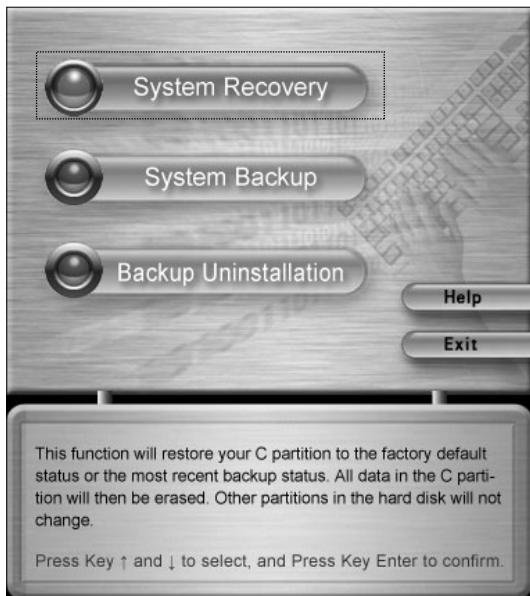 System Recovery
System Backup
Backup Uninstallation
Help
Exit
This function will restore your C partition to the factory default
status or the most recent backup status. All data in the C parti-
tion will then be erased. Other partitions in the hard disk will not
change.
Press Key ↑ and ↓ to select, and Press Key Enter to confirm.